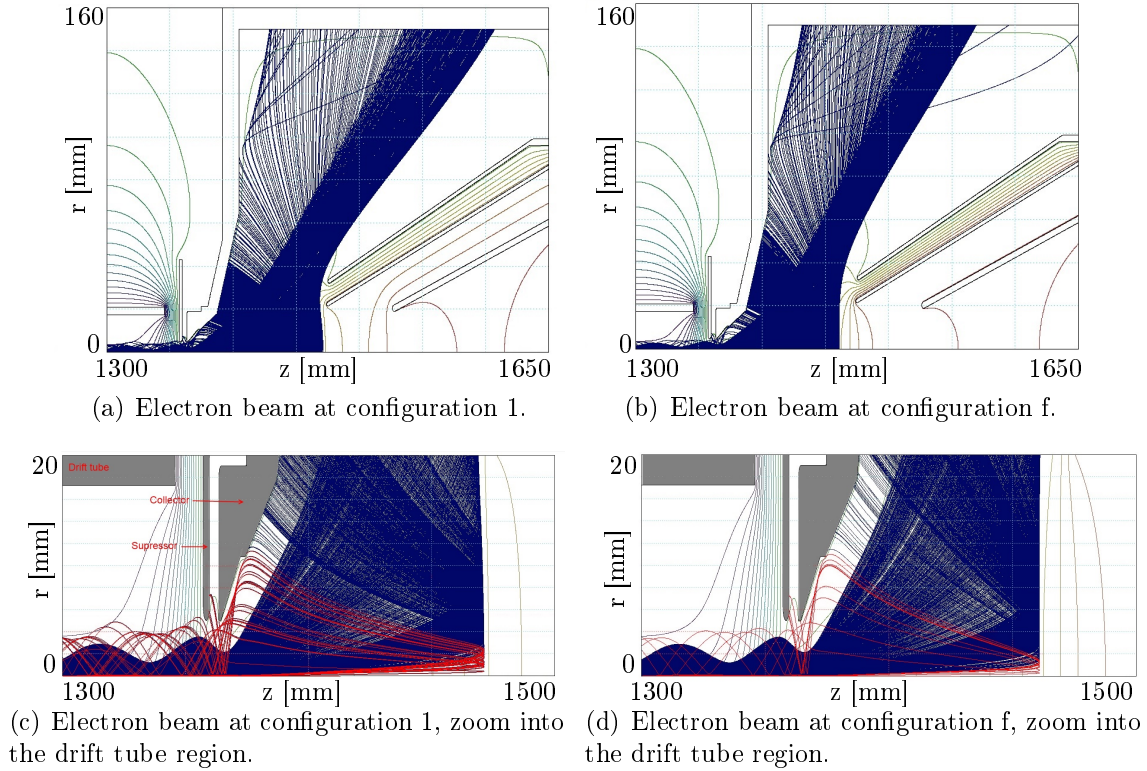 160
r [mm]
0
1300
z [mm]
1650
(a) Electron beam at configuration 1.
160
r [mm]
0
1300
z [mm]
1650
(b) Electron beam at configuration f.
20
Drift tube
Collector
Supressor
r [mm]
0
1300
z [mm]
1500
(c) Electron beam at configuration 1, zoom into
the drift tube region.
20
r [mm]
0
1300
z [mm]
1500
(d) Electron beam at configuration f, zoom into
the drift tube region.